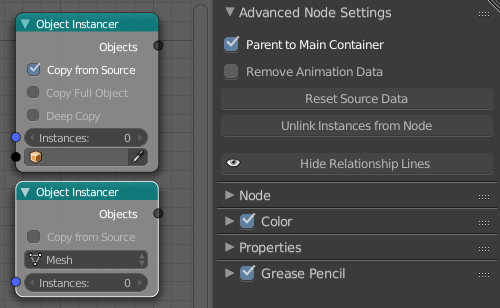 Object Instancer
Objects
Copy from Source
Copy Full Object
Deep Copy
Instances: 0
Object Instancer
Objects
Copy from Source
Mesh
Instances: 0
Advanced Node Settings
Parent to Main Container
Remove Animation Data
Reset Source Data
Unlink Instances from Node
Hide Relationship Lines
Node
Color
Properties
Grease Pencil